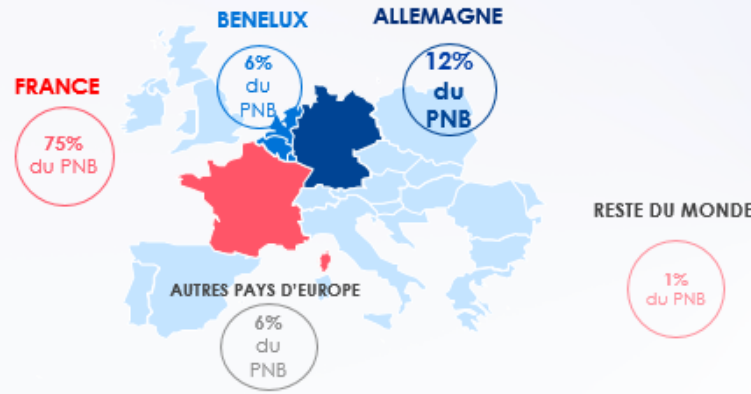 BENELUX
6%
du
PNB
ALLEMAGNE
12%
du
PNB
FRANCE
75%
du PNB
RESTE DU MONDE
1%
du PNB
AUTRES PAYS D'EUROPE
6%
du
PNB